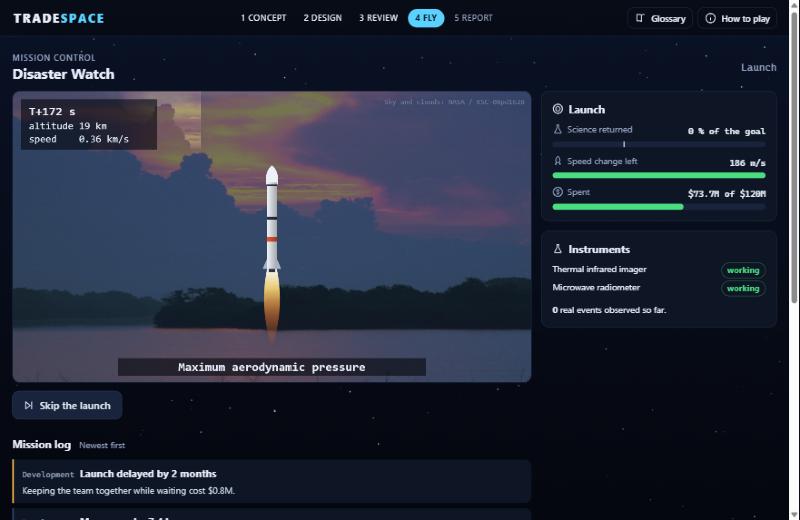 TRADESPACE
1 CONCEPT
2 DESIGN
3 REVIEW
4 FLY
5 REPORT
Glossary
How to play
MISSION CONTROL
Disaster Watch
Launch
T+172 s
altitude 19 km
speed 0.36 km/s
Maximum aerodynamic pressure
Skip the launch
Launch
Science returned
0 % of the goal
Speed change left
186 m/s
Spent
$73.7M of $120M
Instruments
Thermal infrared imager
working
Microwave radiometer
working
0 real events observed so far.
Mission log
Newest first
Development
Launch delayed by 2 months
Keeping the team together while waiting cost $0.8M.